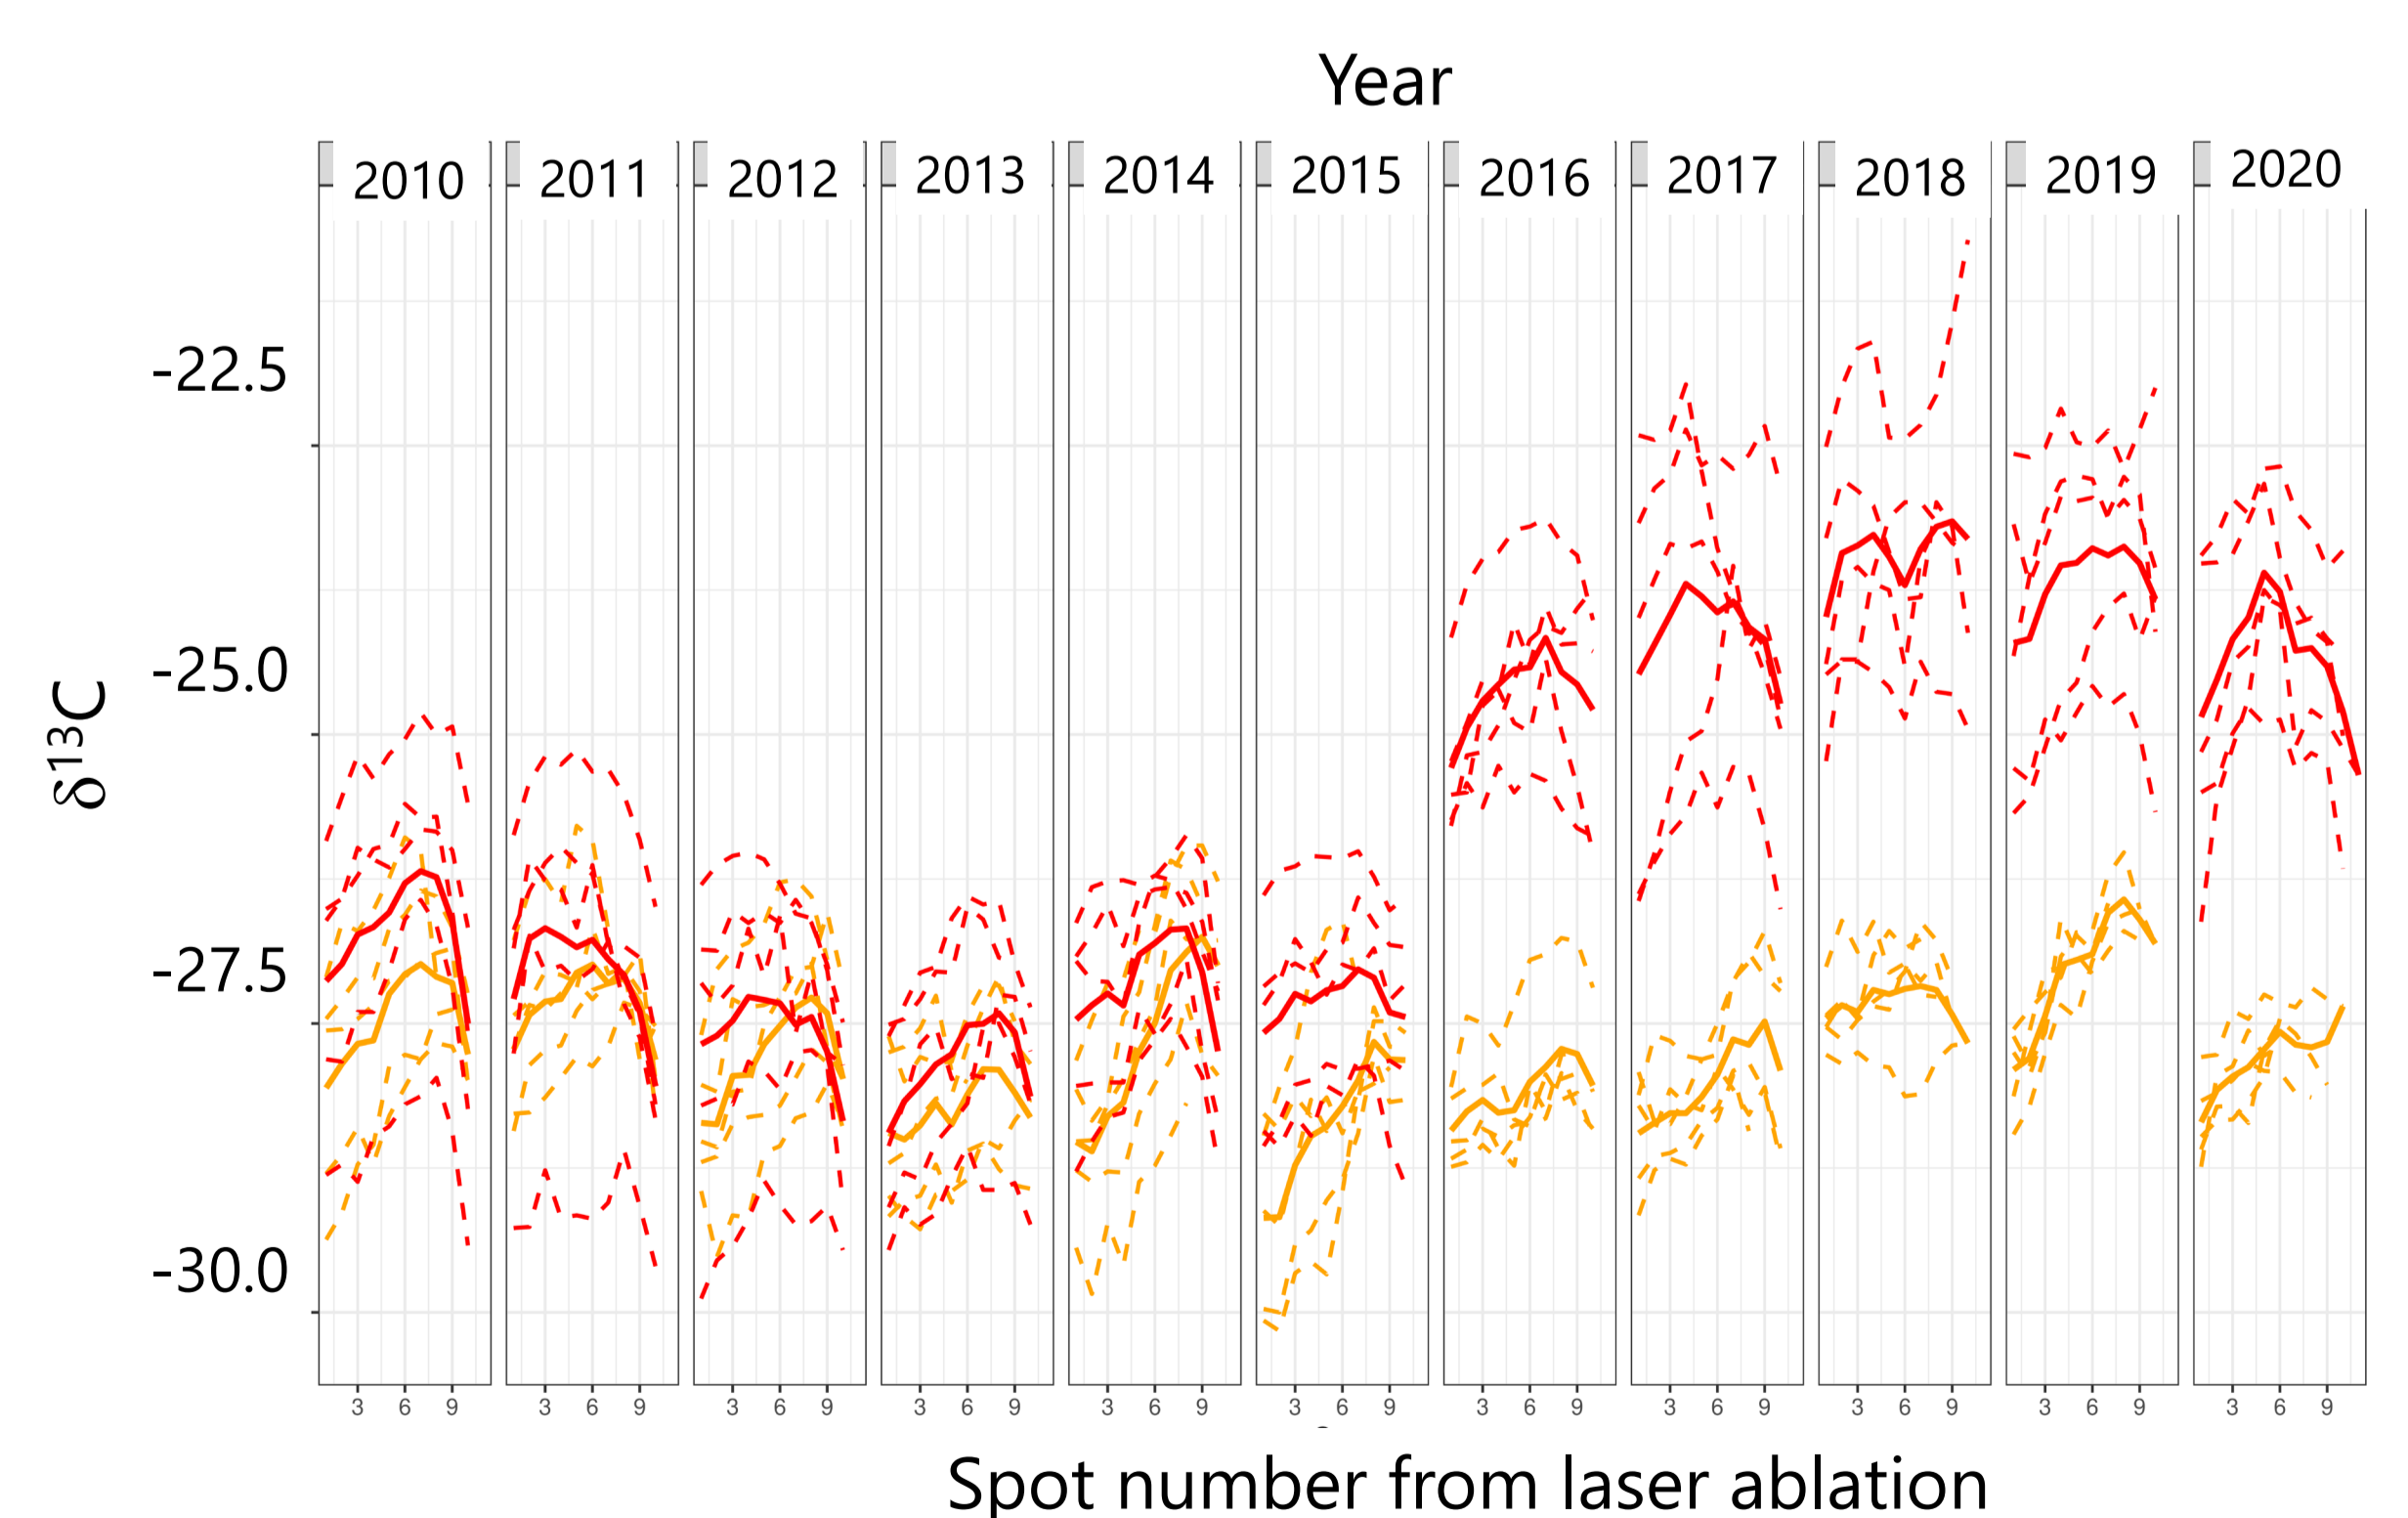 Year
2010 2011 2012 2013 2014 2015 2016 2017 2018 2019 2020
-22.5
-25.0
-27.5
-30.0
δ13C
3 6 9 3 6 9 3 6 9 3 6 9 3 6 9 3 6 9 3 6 9 3 6 9 3 6 9 3 6 9 3 6 9
Spot number from laser ablation